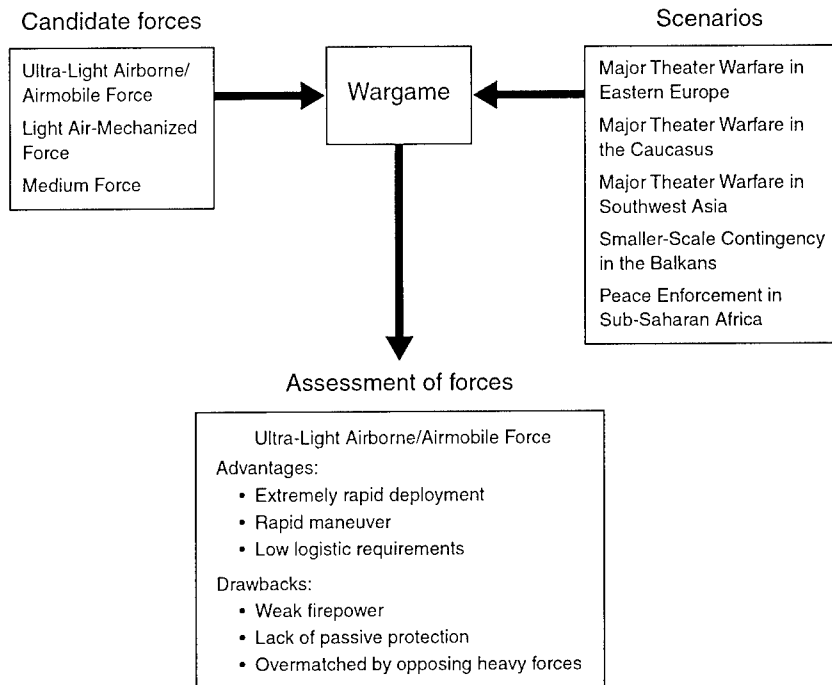 Candidate forces
Ultra-Light Airborne/
Airmobile Force
Light Air-Mechanized
Force
Medium Force
Wargame
Scenarios
Major Theater Warfare in
Eastern Europe
Major Theater Warfare in
the Caucasus
Major Theater Warfare in
Southwest Asia
Smaller-Scale Contingency
in the Balkans
Peace Enforcement in
Sub-Saharan Africa
Assessment of forces
Ultra-Light Airborne/Airmobile Force
Advantages:
• Extremely rapid deployment
• Rapid maneuver
• Low logistic requirements
Drawbacks:
• Weak firepower
• Lack of passive protection
• Overmatched by opposing heavy forces